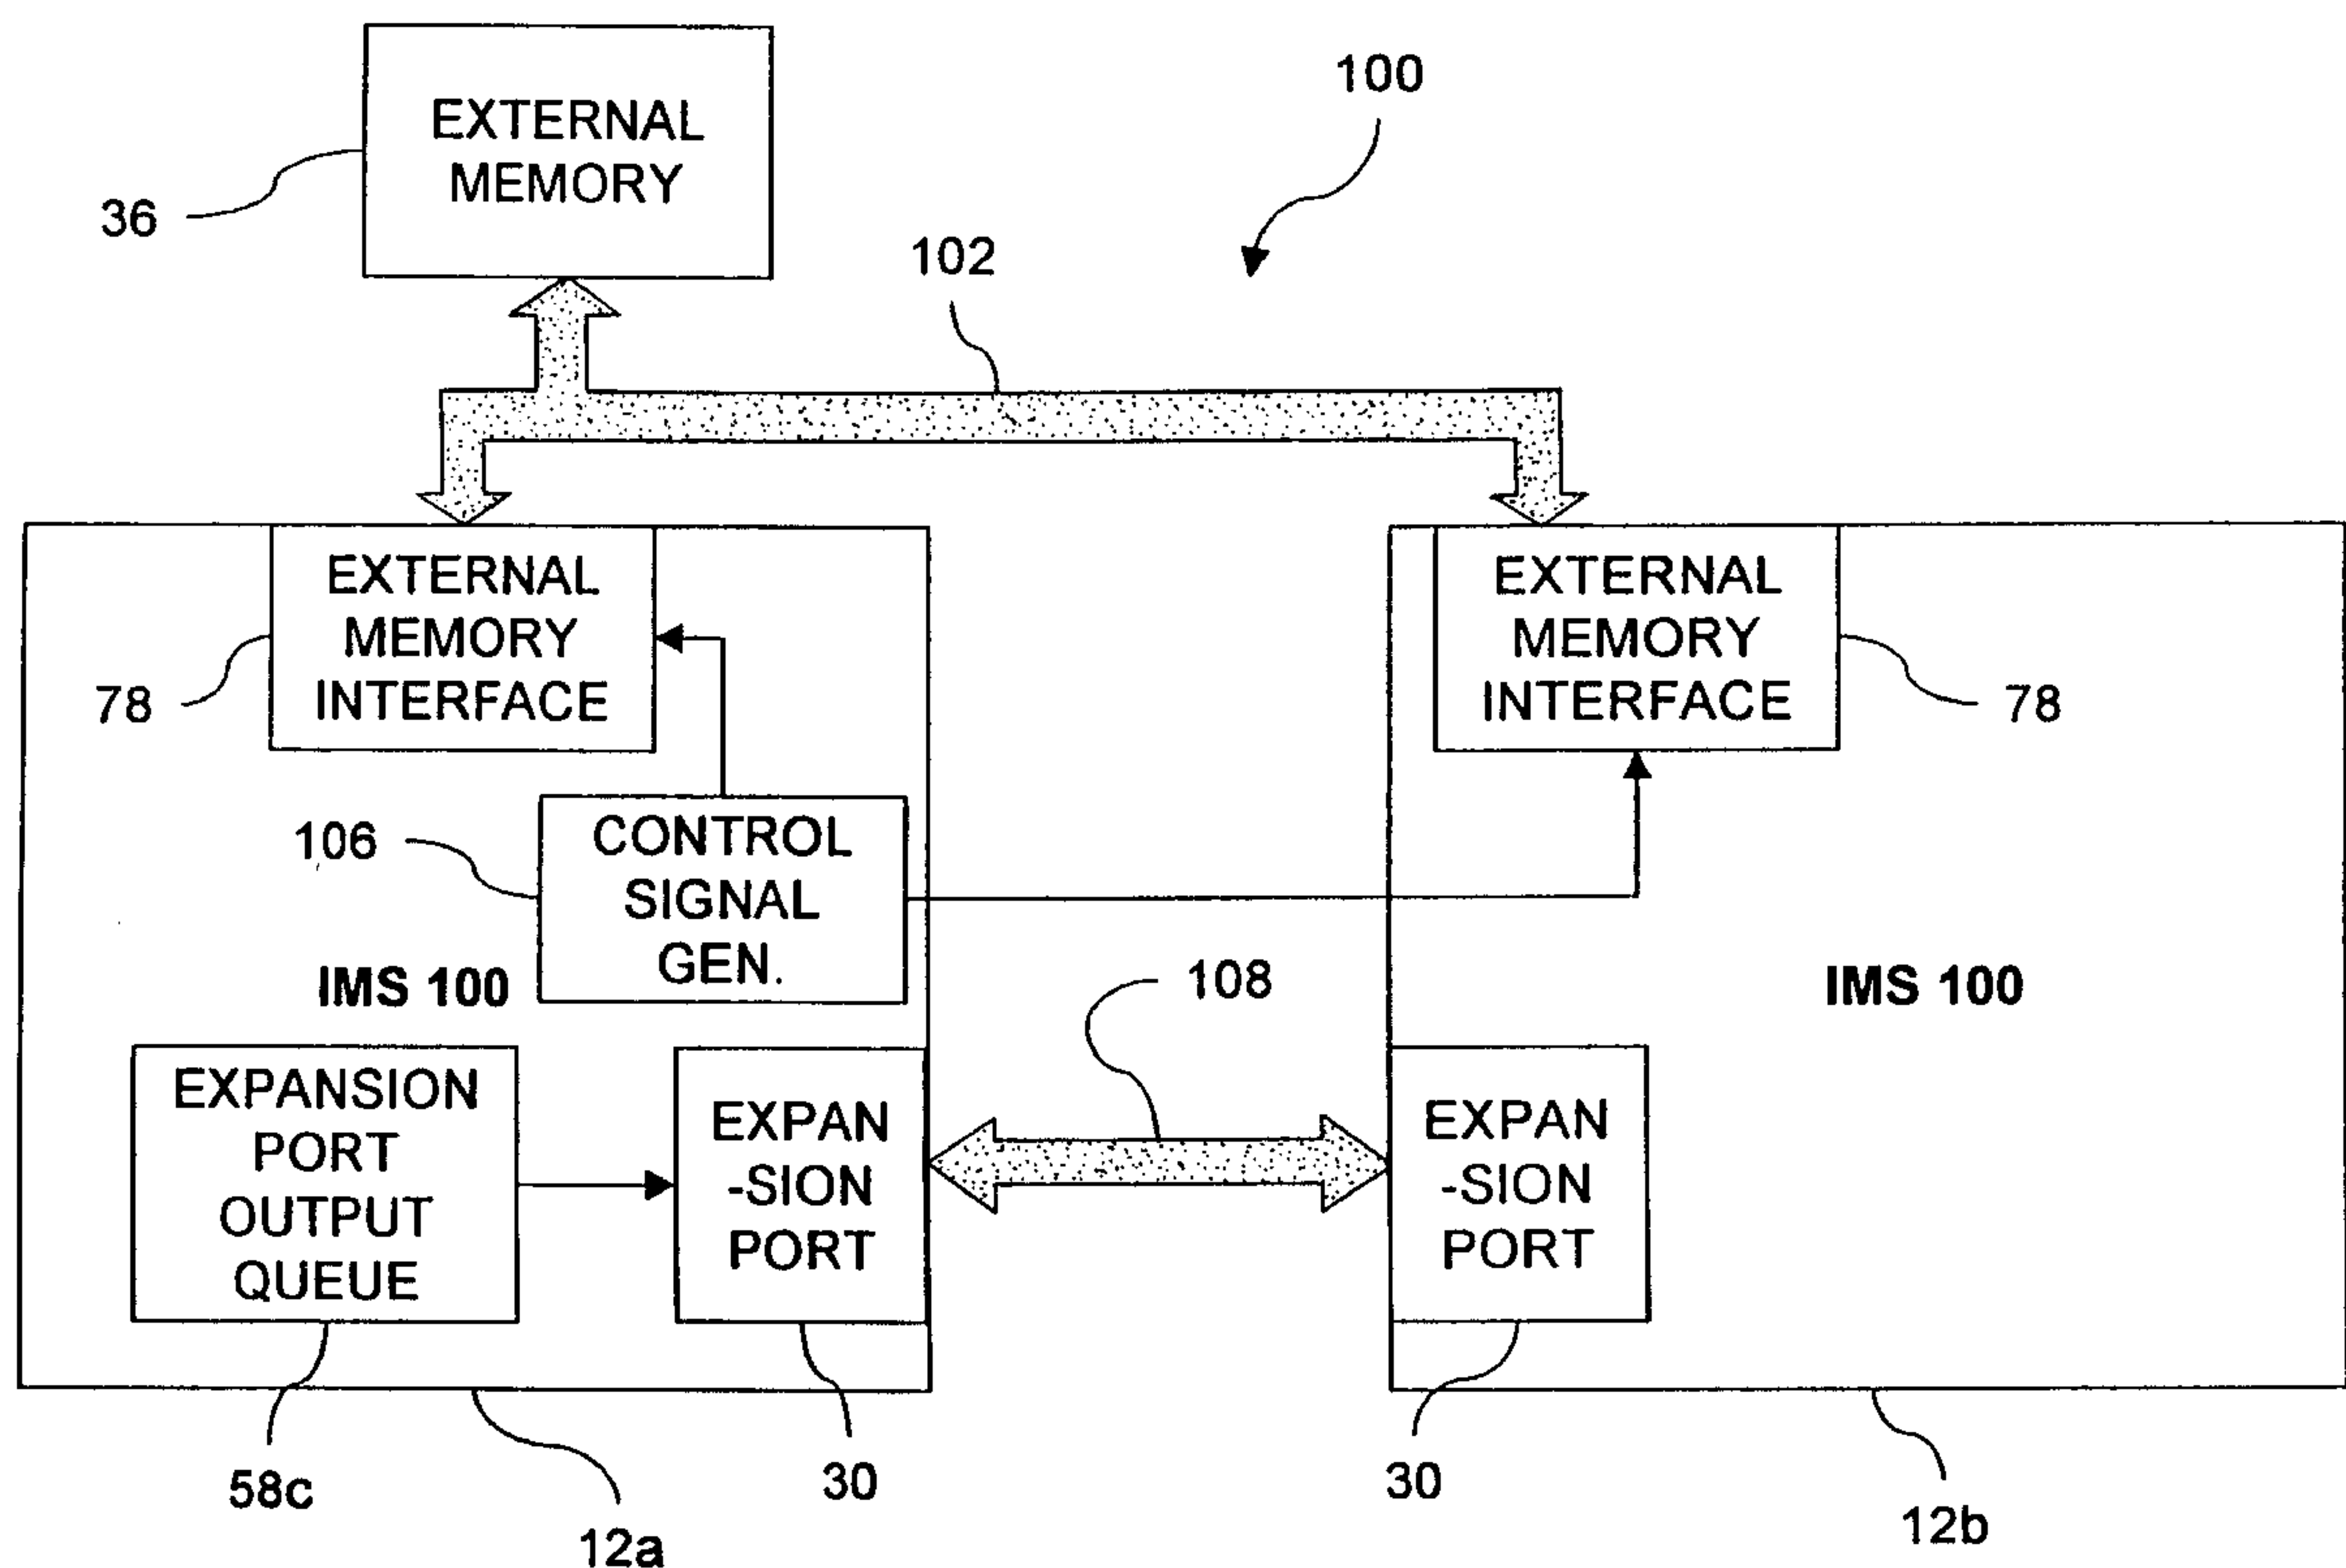 EXTERNAL
MEMORY
100
36
102
EXTERNAL
MEMORY
INTERFACE
EXTERNAL
MEMORY
INTERFACE
78
78
106
CONTROL
SIGNAL
GEN.
IMS 100
108
IMS 100
EXPANSION
PORT
OUTPUT
QUEUE
EXPAN
-SION
PORT
EXPAN
-SION
PORT
58c
12a
30
30
12b